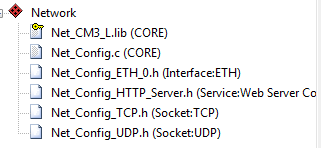 Network
Net_CM3_L.lib (CORE)
Net_Config.c (CORE)
Net_Config_ETH_0.h (Interface:ETH)
Net_Config_HTTP_Server.h (Service:Web Server Co
Net_Config_TCP.h (Socket:TCP)
Net_Config_UDP.h (Socket:UDP)